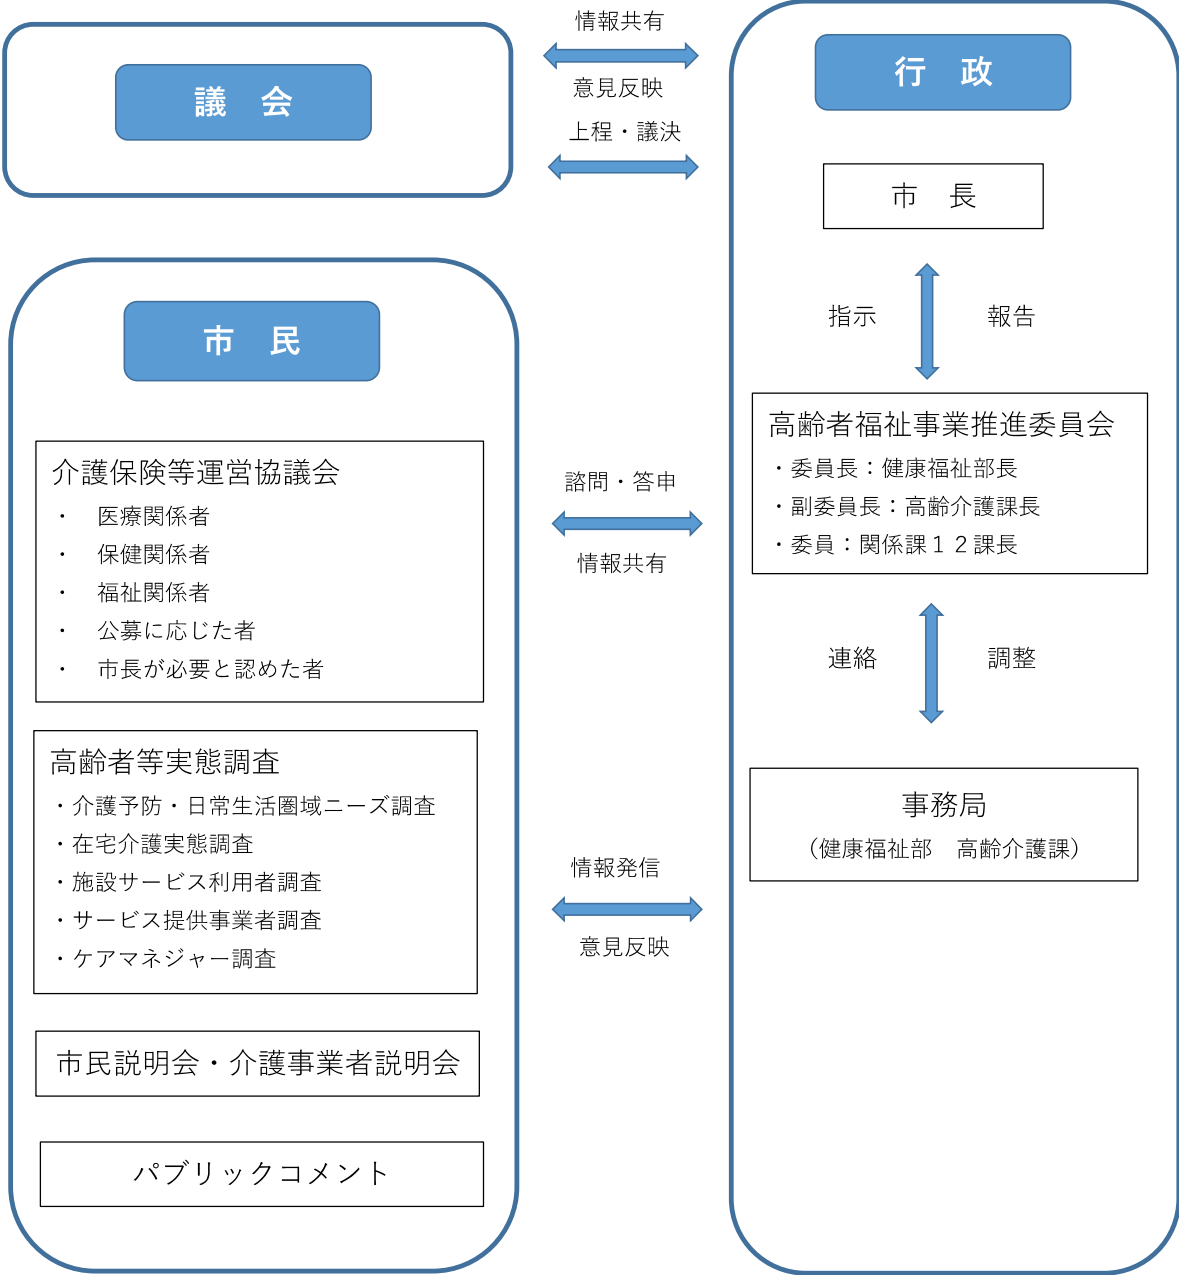 議　会
情報共有
意見反映
上程・議決
行　政
市　長
指示　報告
高齢者福祉事業推進委員会
・委員長：健康福祉部長
・副委員長：高齢介護課長
・委員：関係課１２課長
連絡　調整
事務局
（健康福祉部　高齢介護課）
市　民
介護保険等運営協議会
・　医療関係者
・　保健関係者
・　福祉関係者
・　公募に応じた者
・　市長が必要と認めた者
諮問・答申
情報共有
高齢者等実態調査
・介護予防・日常生活圏域ニーズ調査
・在宅介護実態調査
・施設サービス利用者調査
・サービス提供事業者調査
・ケアマネジャー調査
情報発信
意見反映
市民説明会・介護事業者説明会
パブリックコメント